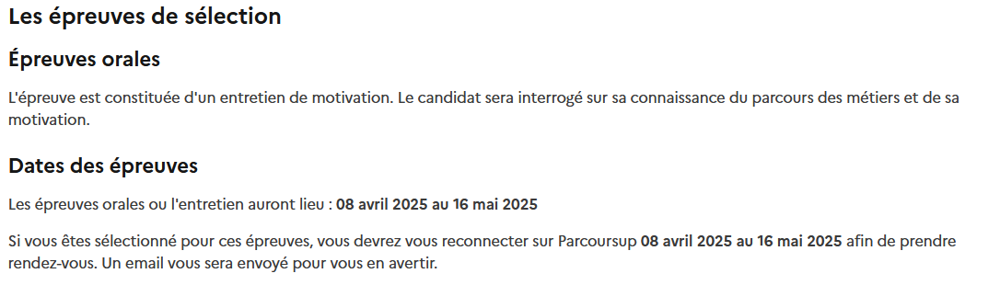 Les épreuves de sélection
Épreuves orales
L'épreuve est constituée d'un entretien de motivation. Le candidat sera interrogé sur sa connaissance du parcours des métiers et de sa
motivation.
Dates des épreuves
Les épreuves orales ou l'entretien auront lieu : 08 avril 2025 au 16 mai 2025
Si vous êtes sélectionné pour ces épreuves, vous devrez vous reconnecter sur Parcoursup 08 avril 2025 au 16 mai 2025 afin de prendre
rendez-vous. Un email vous sera envoyé pour vous en avertir.